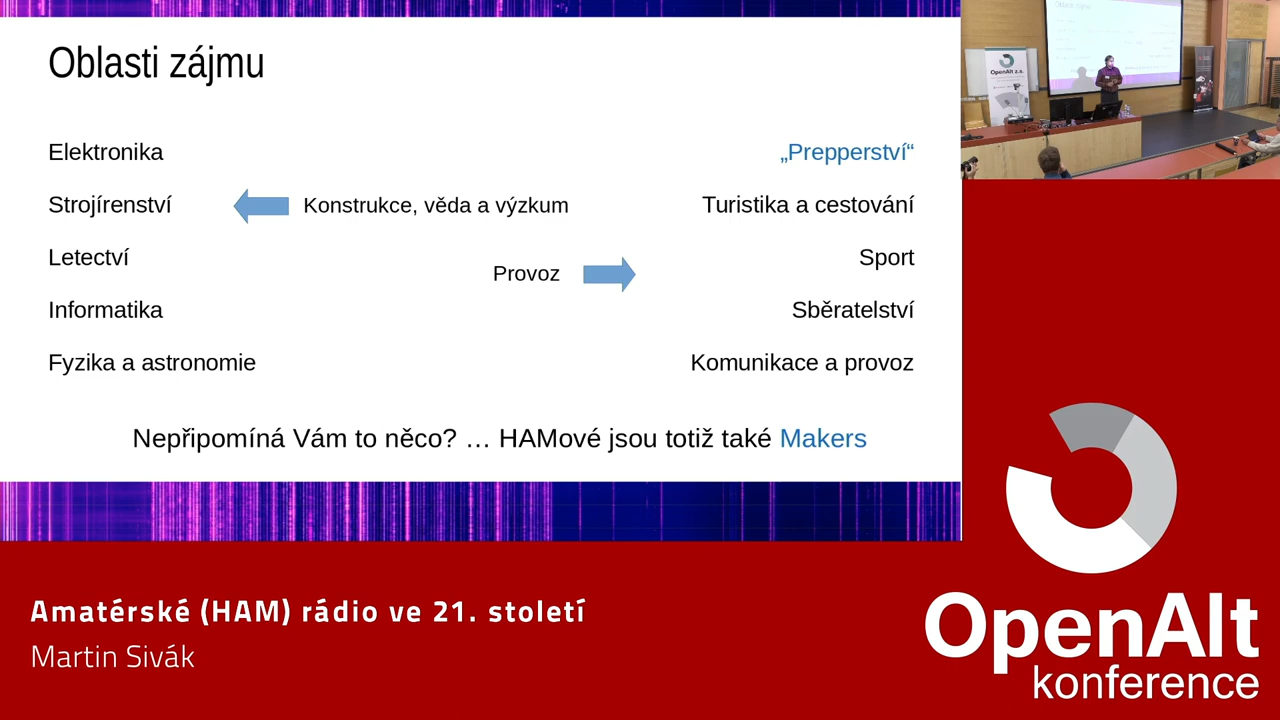 Oblasti zájmu
Elektronika
Strojírenství
Letectví
Informatika
Fyzika a astronomie
Konstrukce, věda a výzkum
Provoz
„Prepperství“
Turistika a cestování
Sport
Sběratelství
Komunikace a provoz
Nepřipomíná Vám to něco? … HAMové jsou totiž také Makers
OpenAlt z.s.
Amatérské (HAM) rádio ve 21. století
Martin Sivák
OpenAlt
konference